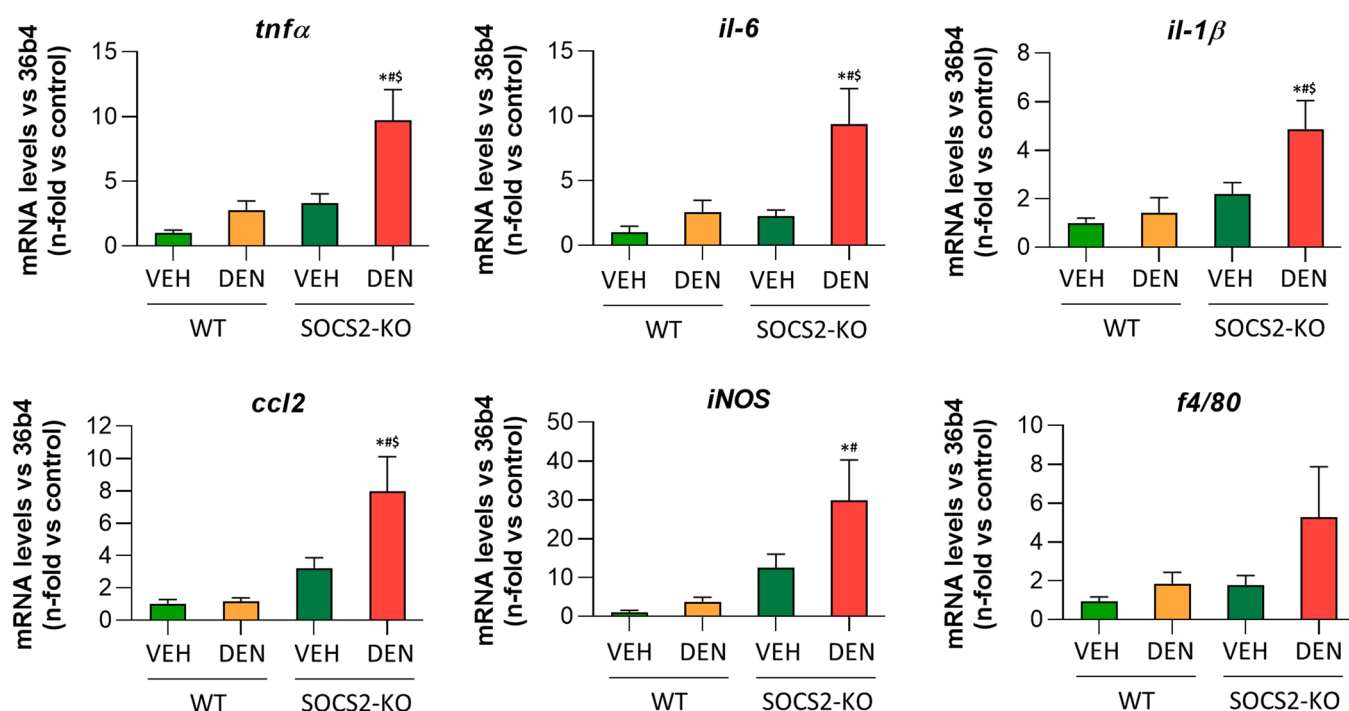 tnfα
mRNA levels vs 36b4
(n-fold vs control)
15
10
5
0
*#$
VEH DEN VEH DEN
WT SOCS2-KO
il-6
mRNA levels vs 36b4
(n-fold vs control)
15
10
5
0
*#$
VEH DEN VEH DEN
WT SOCS2-KO
il-1β
mRNA levels vs 36b4
(n-fold vs control)
8
6
4
2
0
*#$
VEH DEN VEH DEN
WT SOCS2-KO
ccl2
mRNA levels vs 36b4
(n-fold vs control)
12
10
8
6
4
2
0
*#$
VEH DEN VEH DEN
WT SOCS2-KO
iNOS
mRNA levels vs 36b4
(n-fold vs control)
50
40
30
20
10
0
*#
VEH DEN VEH DEN
WT SOCS2-KO
f4/80
mRNA levels vs 36b4
(n-fold vs control)
10
8
6
4
2
0
VEH DEN VEH DEN
WT SOCS2-KO